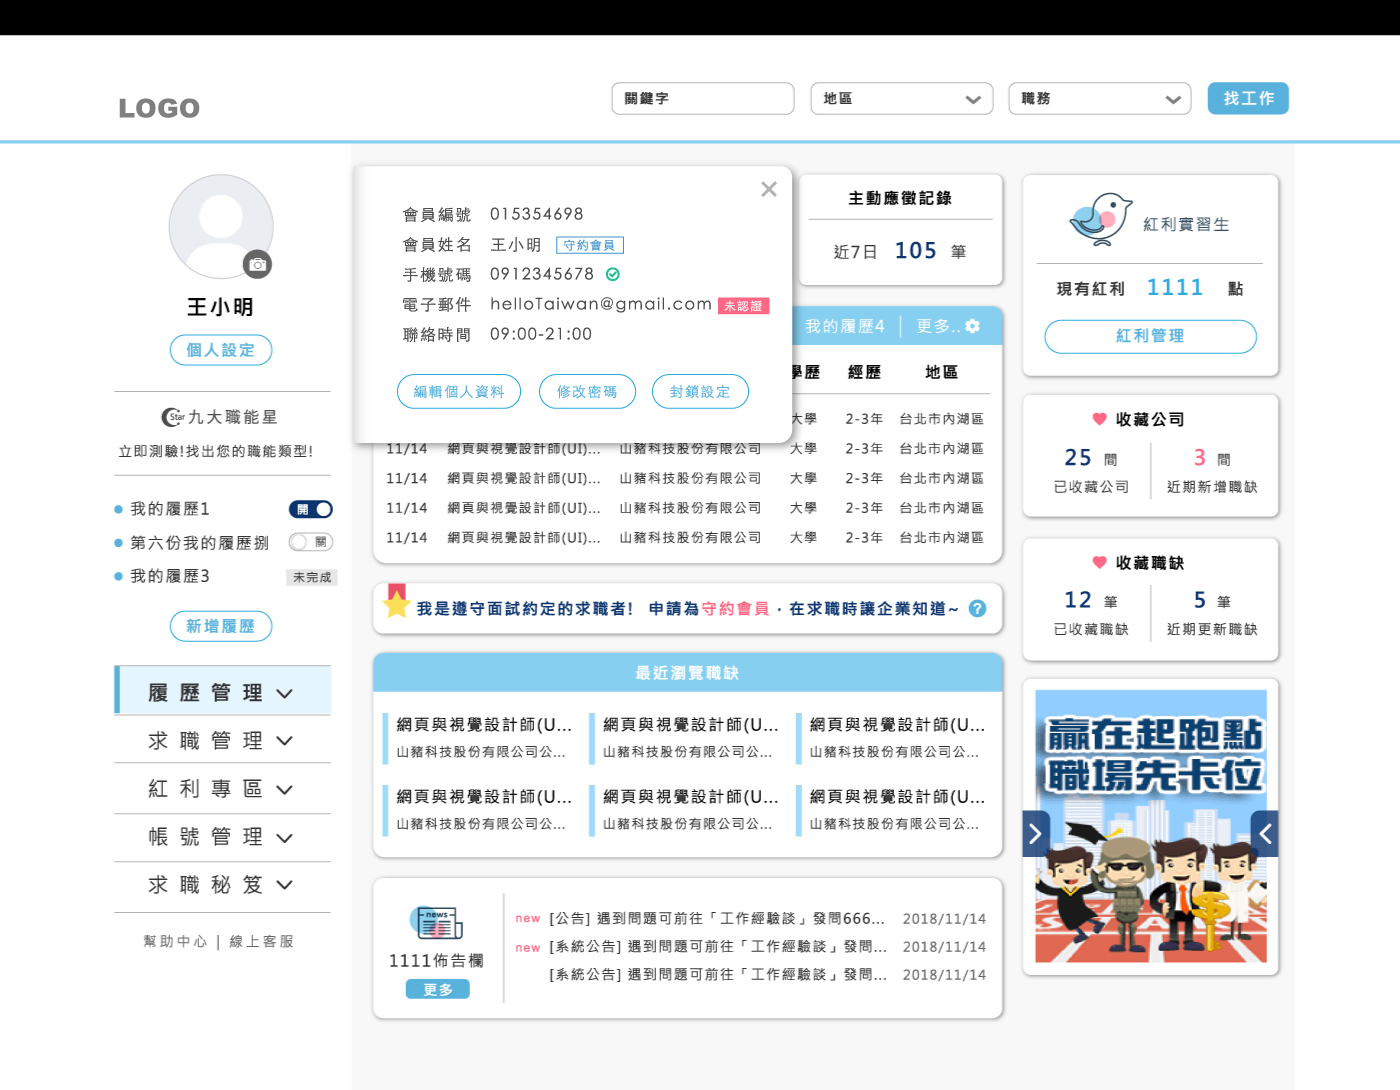 LOGO
關鍵字
地區
職務
找工作
王小明
個人設定
Star 九大職能星
立即測驗!找出您的職能類型!
我的履歷1 開
第六份我的履歷捌 關
我的履歷3 未完成
新增履歷
履歷管理
求職管理
紅利專區
帳號管理
求職秘笈
幫助中心 | 線上客服
會員編號 015354698
會員姓名 王小明 守約會員
手機號碼 0912345678
電子郵件 helloTaiwan@gmail.com 未認證
聯絡時間 09:00-21:00
編輯個人資料 修改密碼 封鎖設定
主動應徵記錄
近7日 105 筆
我的履歷4 | 更多..
學歷 經歷 地區
大學 2-3年 台北市內湖區
11/14 網頁與視覺設計師(UI)... 山豬科技股份有限公司 大學 2-3年 台北市內湖區
11/14 網頁與視覺設計師(UI)... 山豬科技股份有限公司 大學 2-3年 台北市內湖區
11/14 網頁與視覺設計師(UI)... 山豬科技股份有限公司 大學 2-3年 台北市內湖區
11/14 網頁與視覺設計師(UI)... 山豬科技股份有限公司 大學 2-3年 台北市內湖區
我是遵守面試約定的求職者! 申請為守約會員，在求職時讓企業知道~ ?
最近瀏覽職缺
網頁與視覺設計師(U... 網頁與視覺設計師(U... 網頁與視覺設計師(U...
山豬科技股份有限公司公... 山豬科技股份有限公司公... 山豬科技股份有限公司公...
網頁與視覺設計師(U... 網頁與視覺設計師(U... 網頁與視覺設計師(U...
山豬科技股份有限公司公... 山豬科技股份有限公司公... 山豬科技股份有限公司公...
news
1111佈告欄
更多
new [公告] 遇到問題可前往「工作經驗談」發問666... 2018/11/14
new [系統公告] 遇到問題可前往「工作經驗談」發問... 2018/11/14
[系統公告] 遇到問題可前往「工作經驗談」發問... 2018/11/14
紅利實習生
現有紅利 1111 點
紅利管理
收藏公司
25 間 3 間
已收藏公司 近期新增職缺
收藏職缺
12 筆 5 筆
已收藏職缺 近期更新職缺
贏在起跑點
職場先卡位